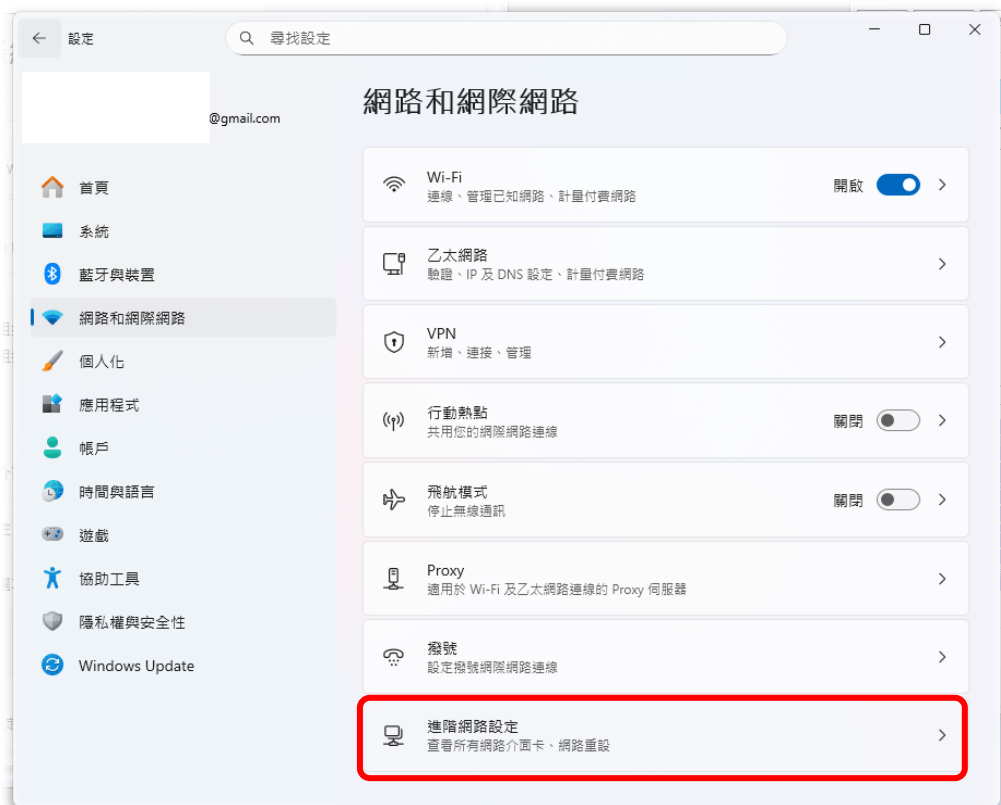 設定
尋找設定
@gmail.com
首頁
系統
藍牙與裝置
網路和網際網路
個人化
應用程式
帳戶
時間與語言
遊戲
協助工具
隱私權與安全性
Windows Update
網路和網際網路
Wi-Fi
連線、管理已知網路、計量付費網路
開啟
乙太網路
驗證、IP 及 DNS 設定、計量付費網路
VPN
新增、連接、管理
行動熱點
共用您的網際網路連線
關閉
飛航模式
停止無線通訊
關閉
Proxy
適用於 Wi-Fi 及乙太網路連線的 Proxy 伺服器
撥號
設定撥號網際網路連線
進階網路設定
查看所有網路介面卡、網路重設